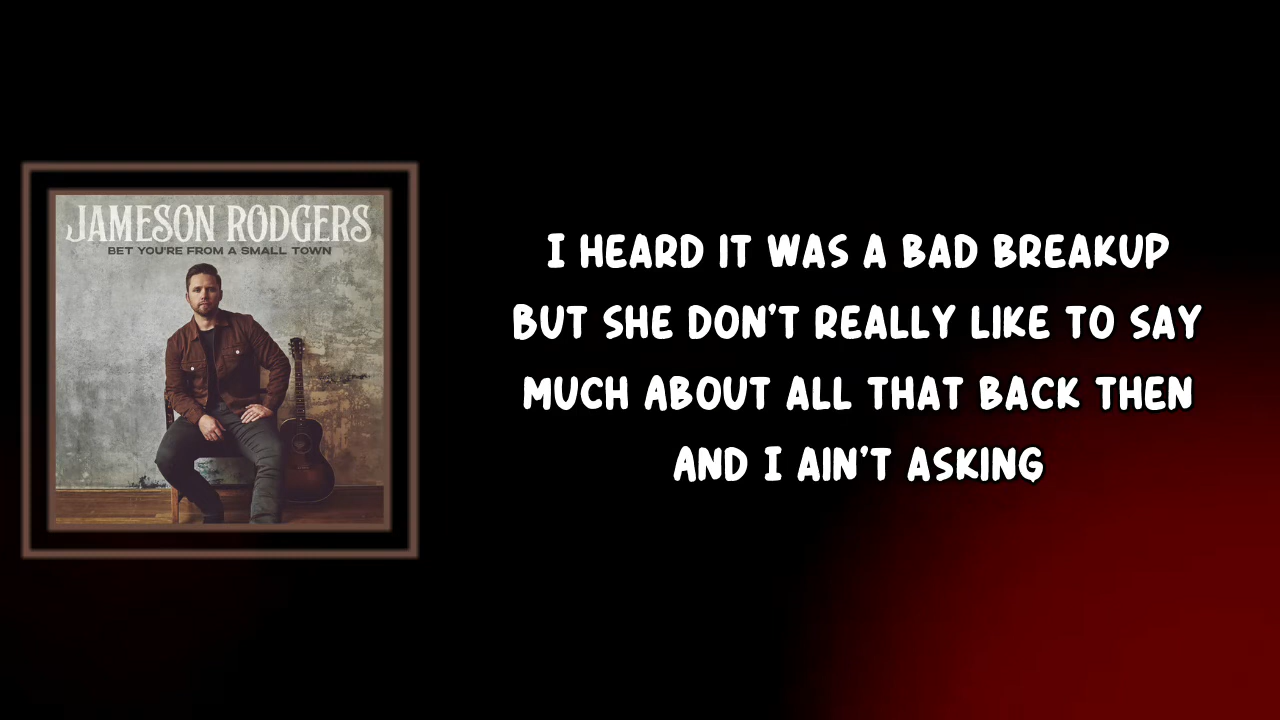 JAMESON RODGERS
BET YOU'RE FROM A SMALL TOWN
I HEARD IT WAS A BAD BREAKUP
BUT SHE DON'T REALLY LIKE TO SAY
MUCH ABOUT ALL THAT BACK THEN
AND I AIN'T ASKING